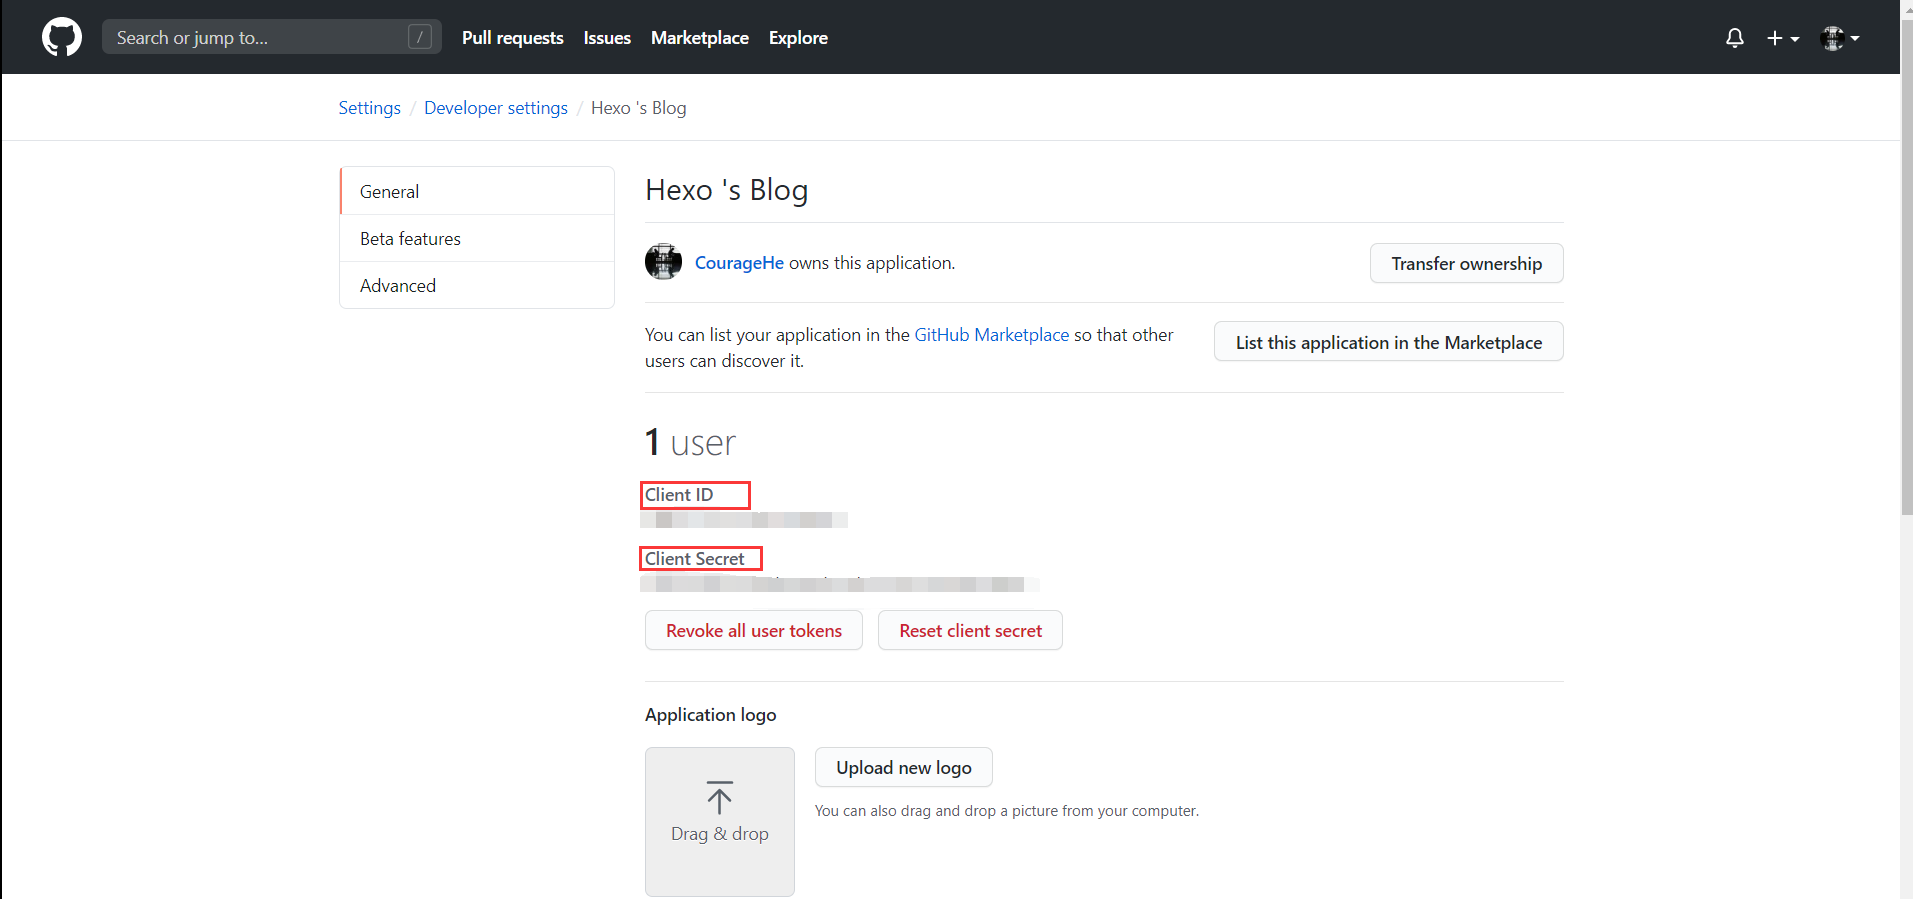 Search or jump to... / Pull requests Issues Marketplace Explore
Settings / Developer settings / Hexo 's Blog
General
Beta features
Advanced
Hexo 's Blog
CourageHe owns this application.
Transfer ownership
You can list your application in the GitHub Marketplace so that other
users can discover it.
List this application in the Marketplace
1 user
Client ID
Client Secret
Revoke all user tokens
Reset client secret
Application logo
Drag & drop
Upload new logo
You can also drag and drop a picture from your computer.